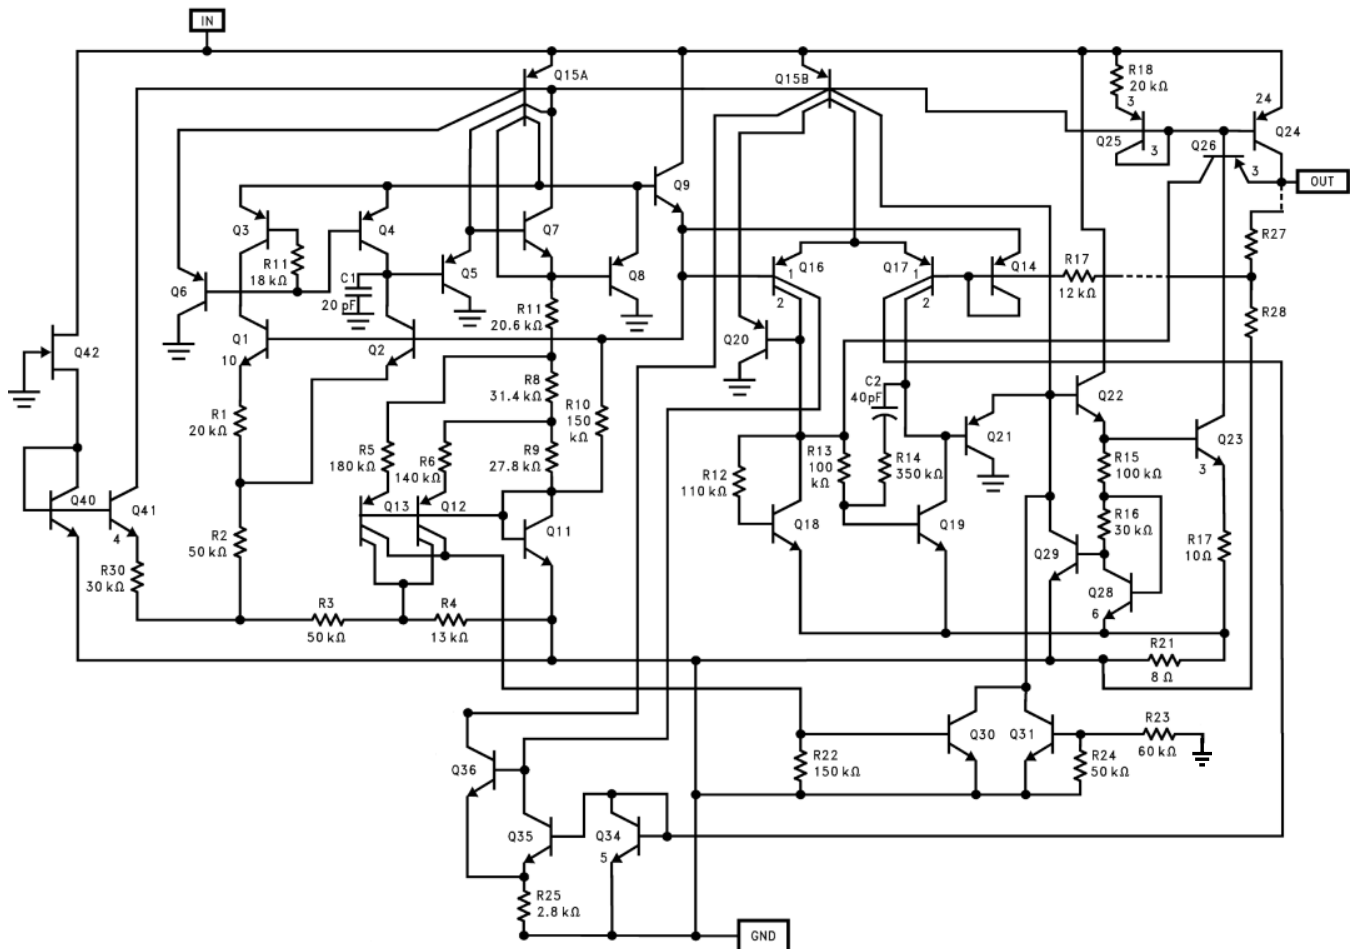 IN
Q15A
Q15B
R18
20 kΩ
3
Q25
3
24
Q24
Q26
3
OUT
Q3
R11
18 kΩ
Q4
C1
20 pF
Q5
Q7
Q8
Q9
Q6
Q16
1
2
Q17
1
2
Q14
R17
12 kΩ
R27
R28
Q42
Q1
10
Q2
R11
20.6 kΩ
R8
31.4 kΩ
R10
150
kΩ
Q20
C2
40pF
Q22
R1
20 kΩ
R5
180 kΩ
R6
140 kΩ
R9
27.8 kΩ
R12
110 kΩ
R13
100
kΩ
R14
350 kΩ
Q21
R15
100 kΩ
Q23
3
Q40
Q41
4
R30
30 kΩ
R2
50 kΩ
Q13
Q12
Q11
Q18
Q19
R16
30 kΩ
Q29
Q28
6
R17
10 Ω
R3
50 kΩ
R4
13 kΩ
R21
8 Ω
Q36
R22
150 kΩ
Q30
Q31
R24
50 kΩ
R23
60 kΩ
Q35
Q34
5
R25
2.8 kΩ
GND